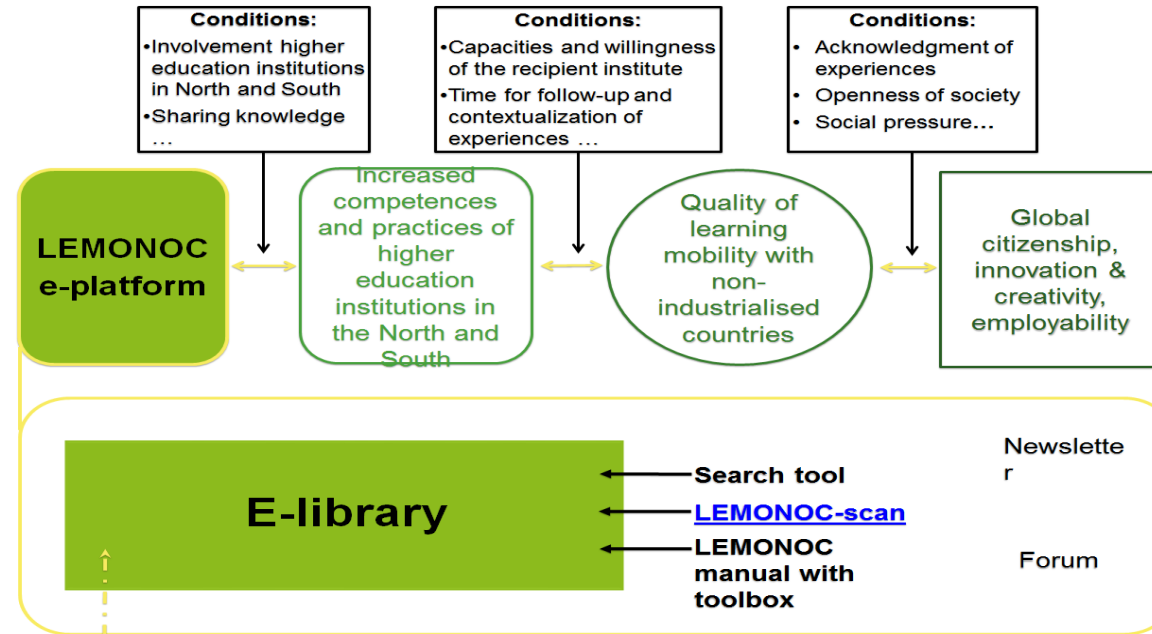 Conditions:
•Involvement higher
education institutions
in North and South
•Sharing knowledge
…
Conditions:
•Capacities and willingness
of the recipient institute
•Time for follow-up and
contextualization of
experiences …
Conditions:
• Acknowledgment of
experiences
• Openness of society
• Social pressure…
LEMONOC
e-platform
Increased
competences
and practices of
higher
education
institutions in
the North and
South
Quality of
learning
mobility with
non-
industrialised
countries
Global
citizenship,
innovation &
creativity,
employability
E-library
Search tool
LEMONOC-scan
LEMONOC
manual with
toolbox
Newslette
r
Forum